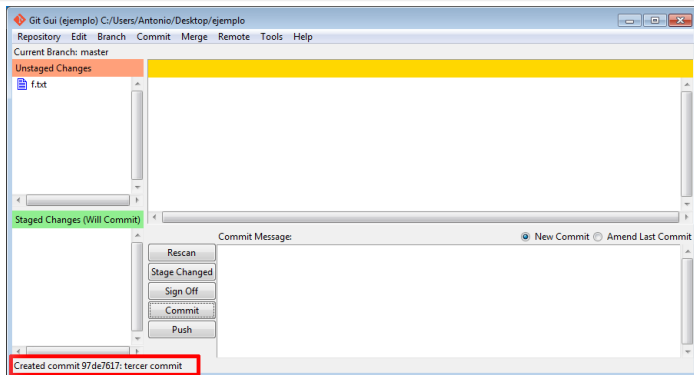 Git Gui (ejemplo) C:/Users/Antonio/Desktop/ejemplo
Repository Edit Branch Commit Merge Remote Tools Help
Current Branch: master
Unstaged Changes
f.txt
Staged Changes (Will Commit)
Commit Message:
New Commit
Amend Last Commit
Rescan
Stage Changed
Sign Off
Commit
Push
Created commit 97de7617: tercer commit